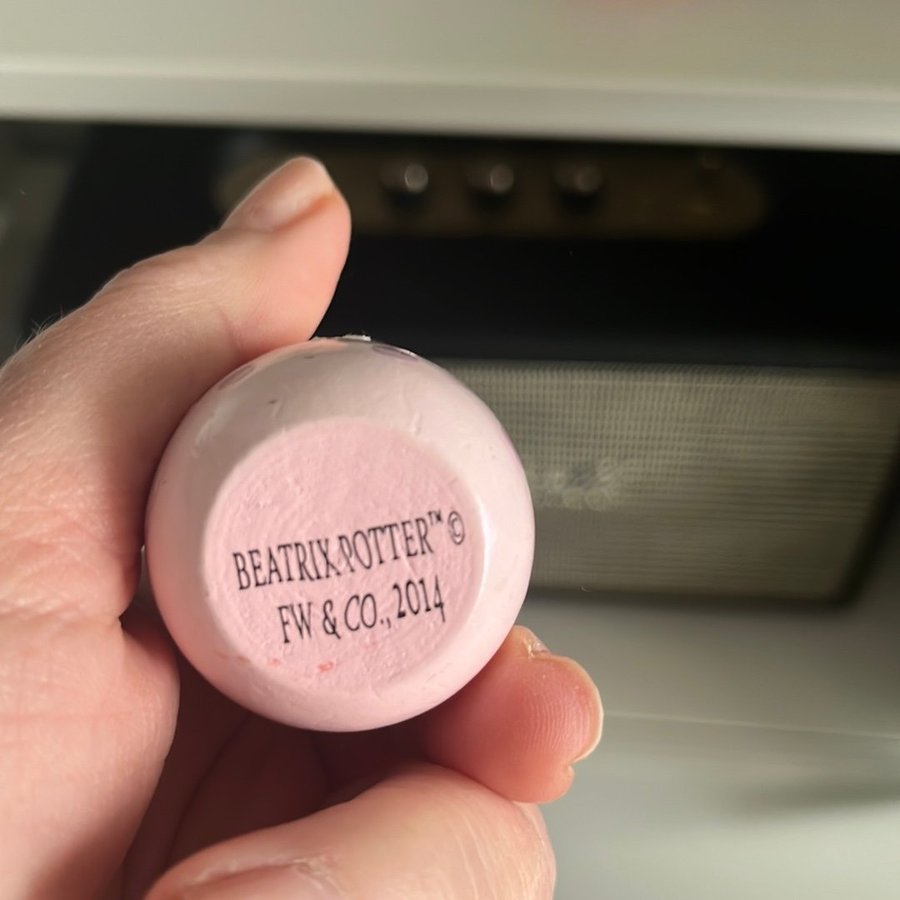 BEATRIX POTTER™ ©
FW & CO., 2014